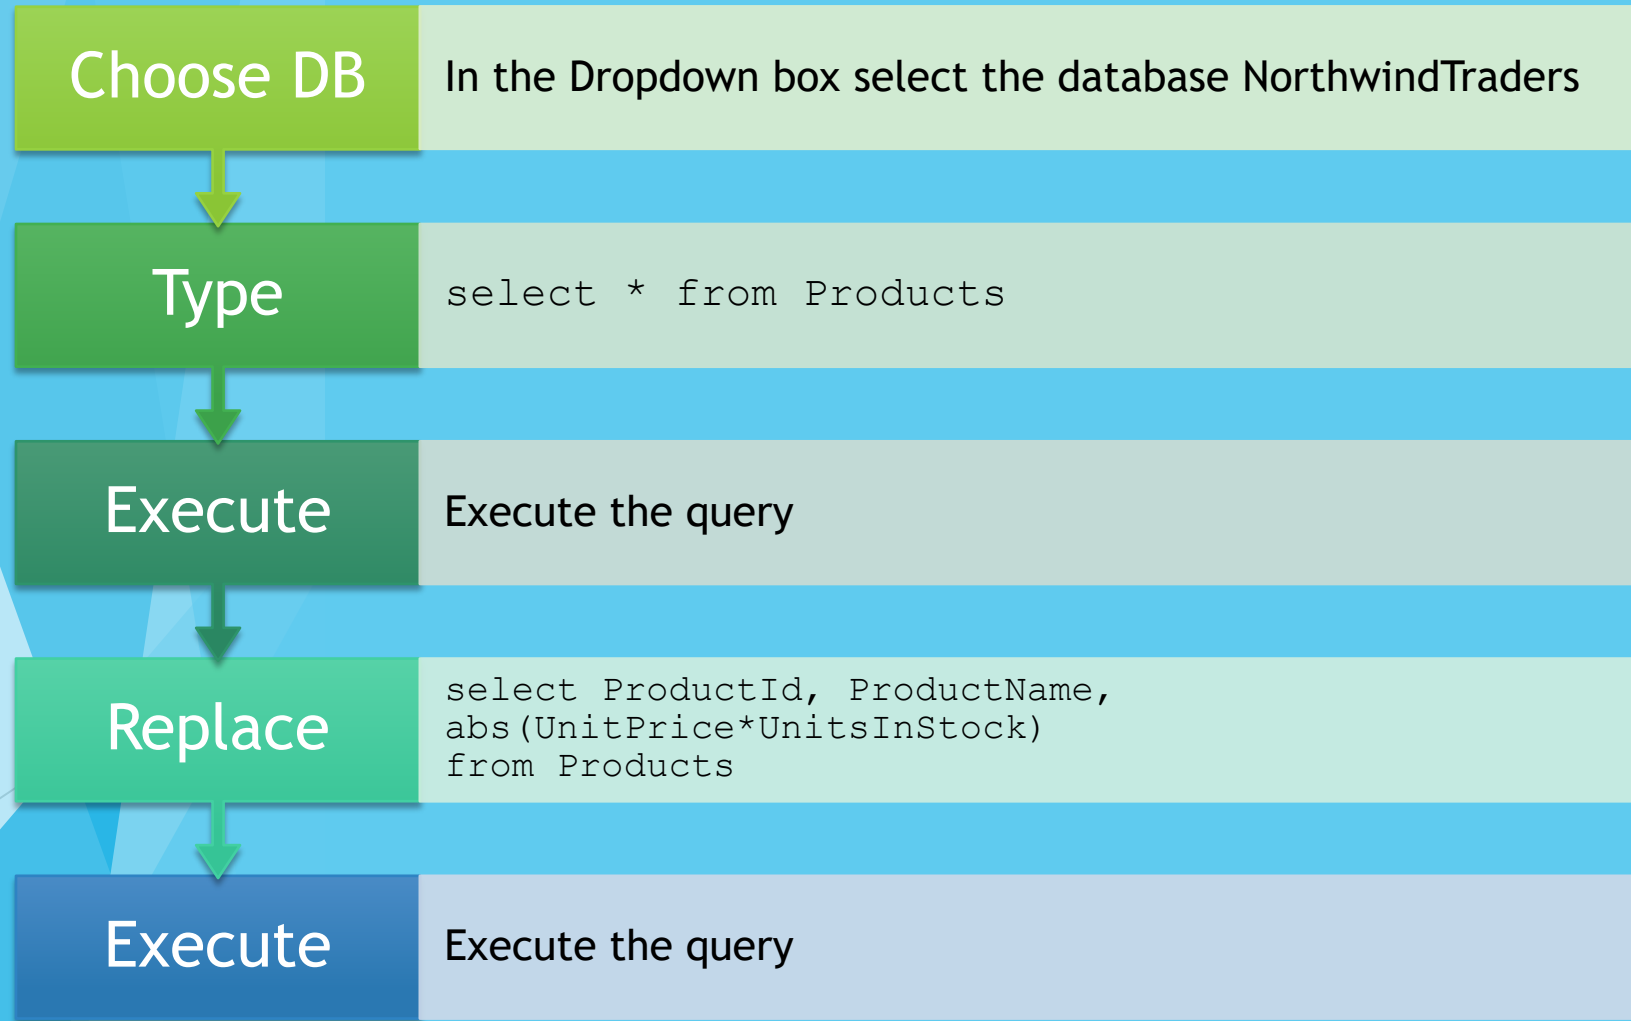 Choose DB
In the Dropdown box select the database NorthwindTraders
Type
select * from Products
Execute
Execute the query
Replace
select ProductId, ProductName,
abs(UnitPrice*UnitsInStock)
from Products
Execute
Execute the query